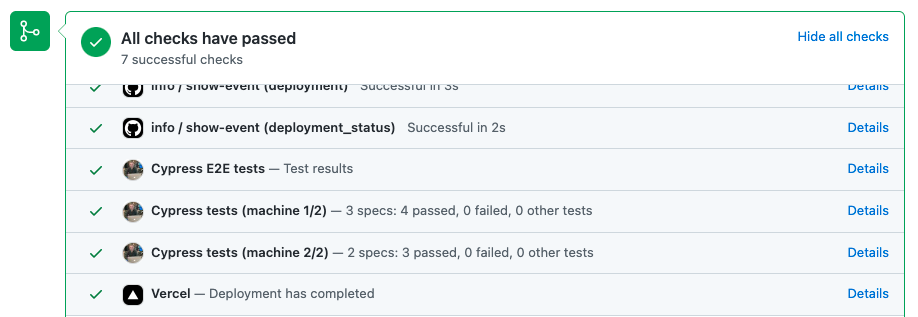 All checks have passed
Hide all checks
7 successful checks
info / show-event (deployment) Successful in 3s
Details
info / show-event (deployment_status) Successful in 2s
Details
Cypress E2E tests — Test results
Details
Cypress tests (machine 1/2) — 3 specs: 4 passed, 0 failed, 0 other tests
Details
Cypress tests (machine 2/2) — 2 specs: 3 passed, 0 failed, 0 other tests
Details
Vercel — Deployment has completed
Details